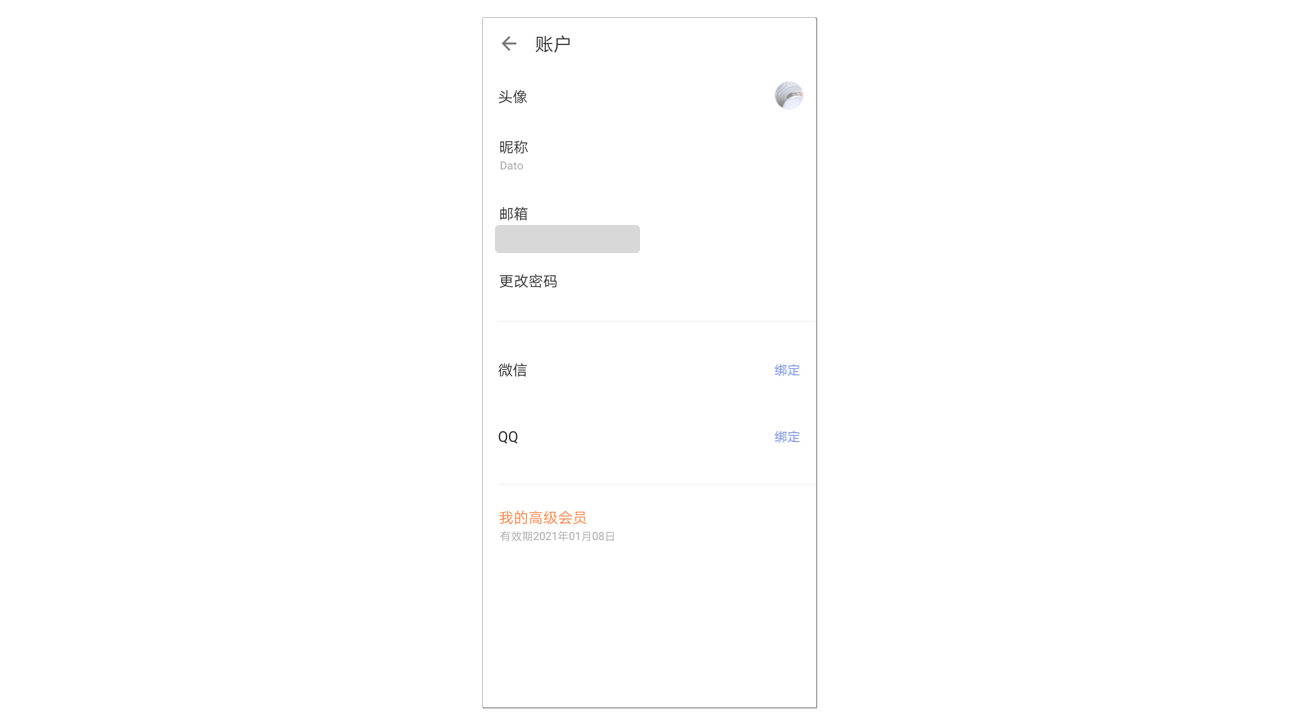 账户
头像
昵称
Dato
邮箱
更改密码
微信
绑定
QQ
绑定
我的高级会员
有效期2021年01月08日